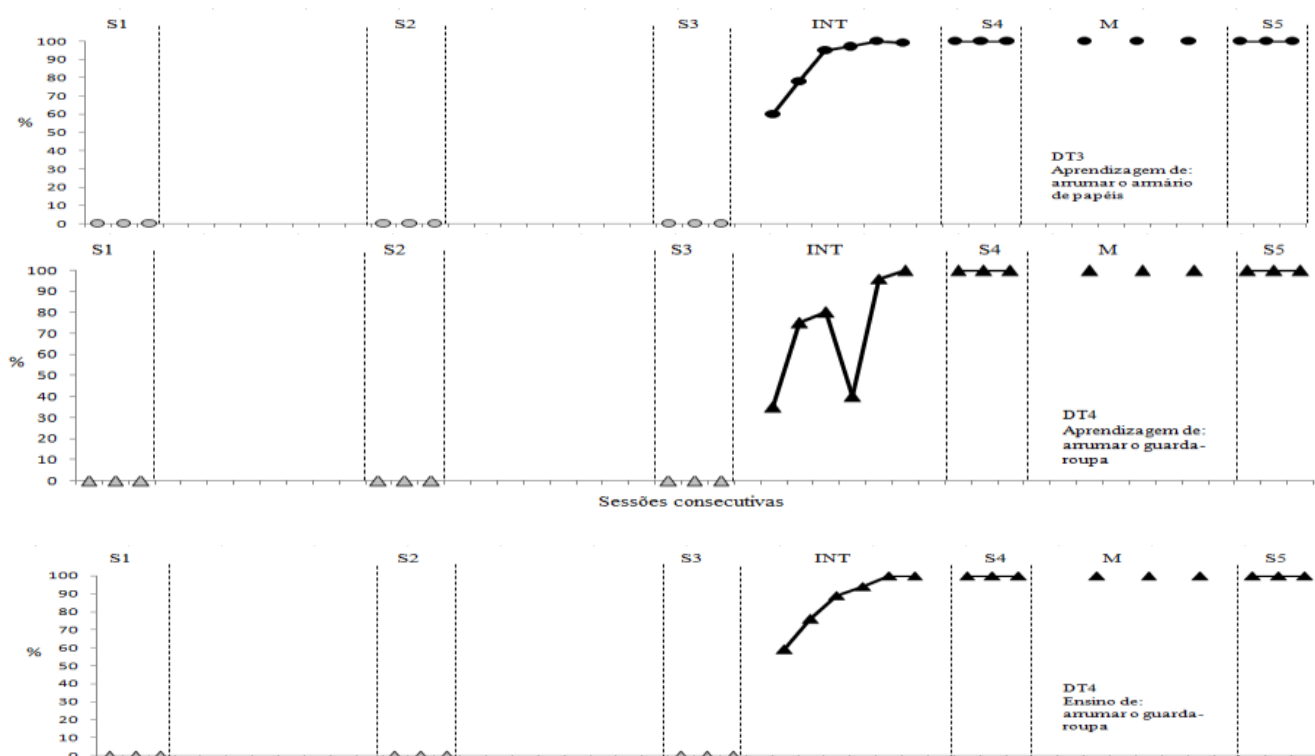 S1 S2 S3 INT S4 M S5
100
90
80
70
60
%
50
40
30
20
10
0
DT3
Aprendizagem de:
arrumar o armário
de papéis
S1 S2 S3 INT S4 M S5
100
90
80
70
60
%
50
40
30
20
10
0
DT4
Aprendizagem de:
arrumar o guarda-
roupa
Sessões consecutivas
S1 S2 S3 INT S4 M S5
100
90
80
70
60
%
50
40
30
20
10
0
DT4
Ensino de:
arrumar o guarda-
roupa